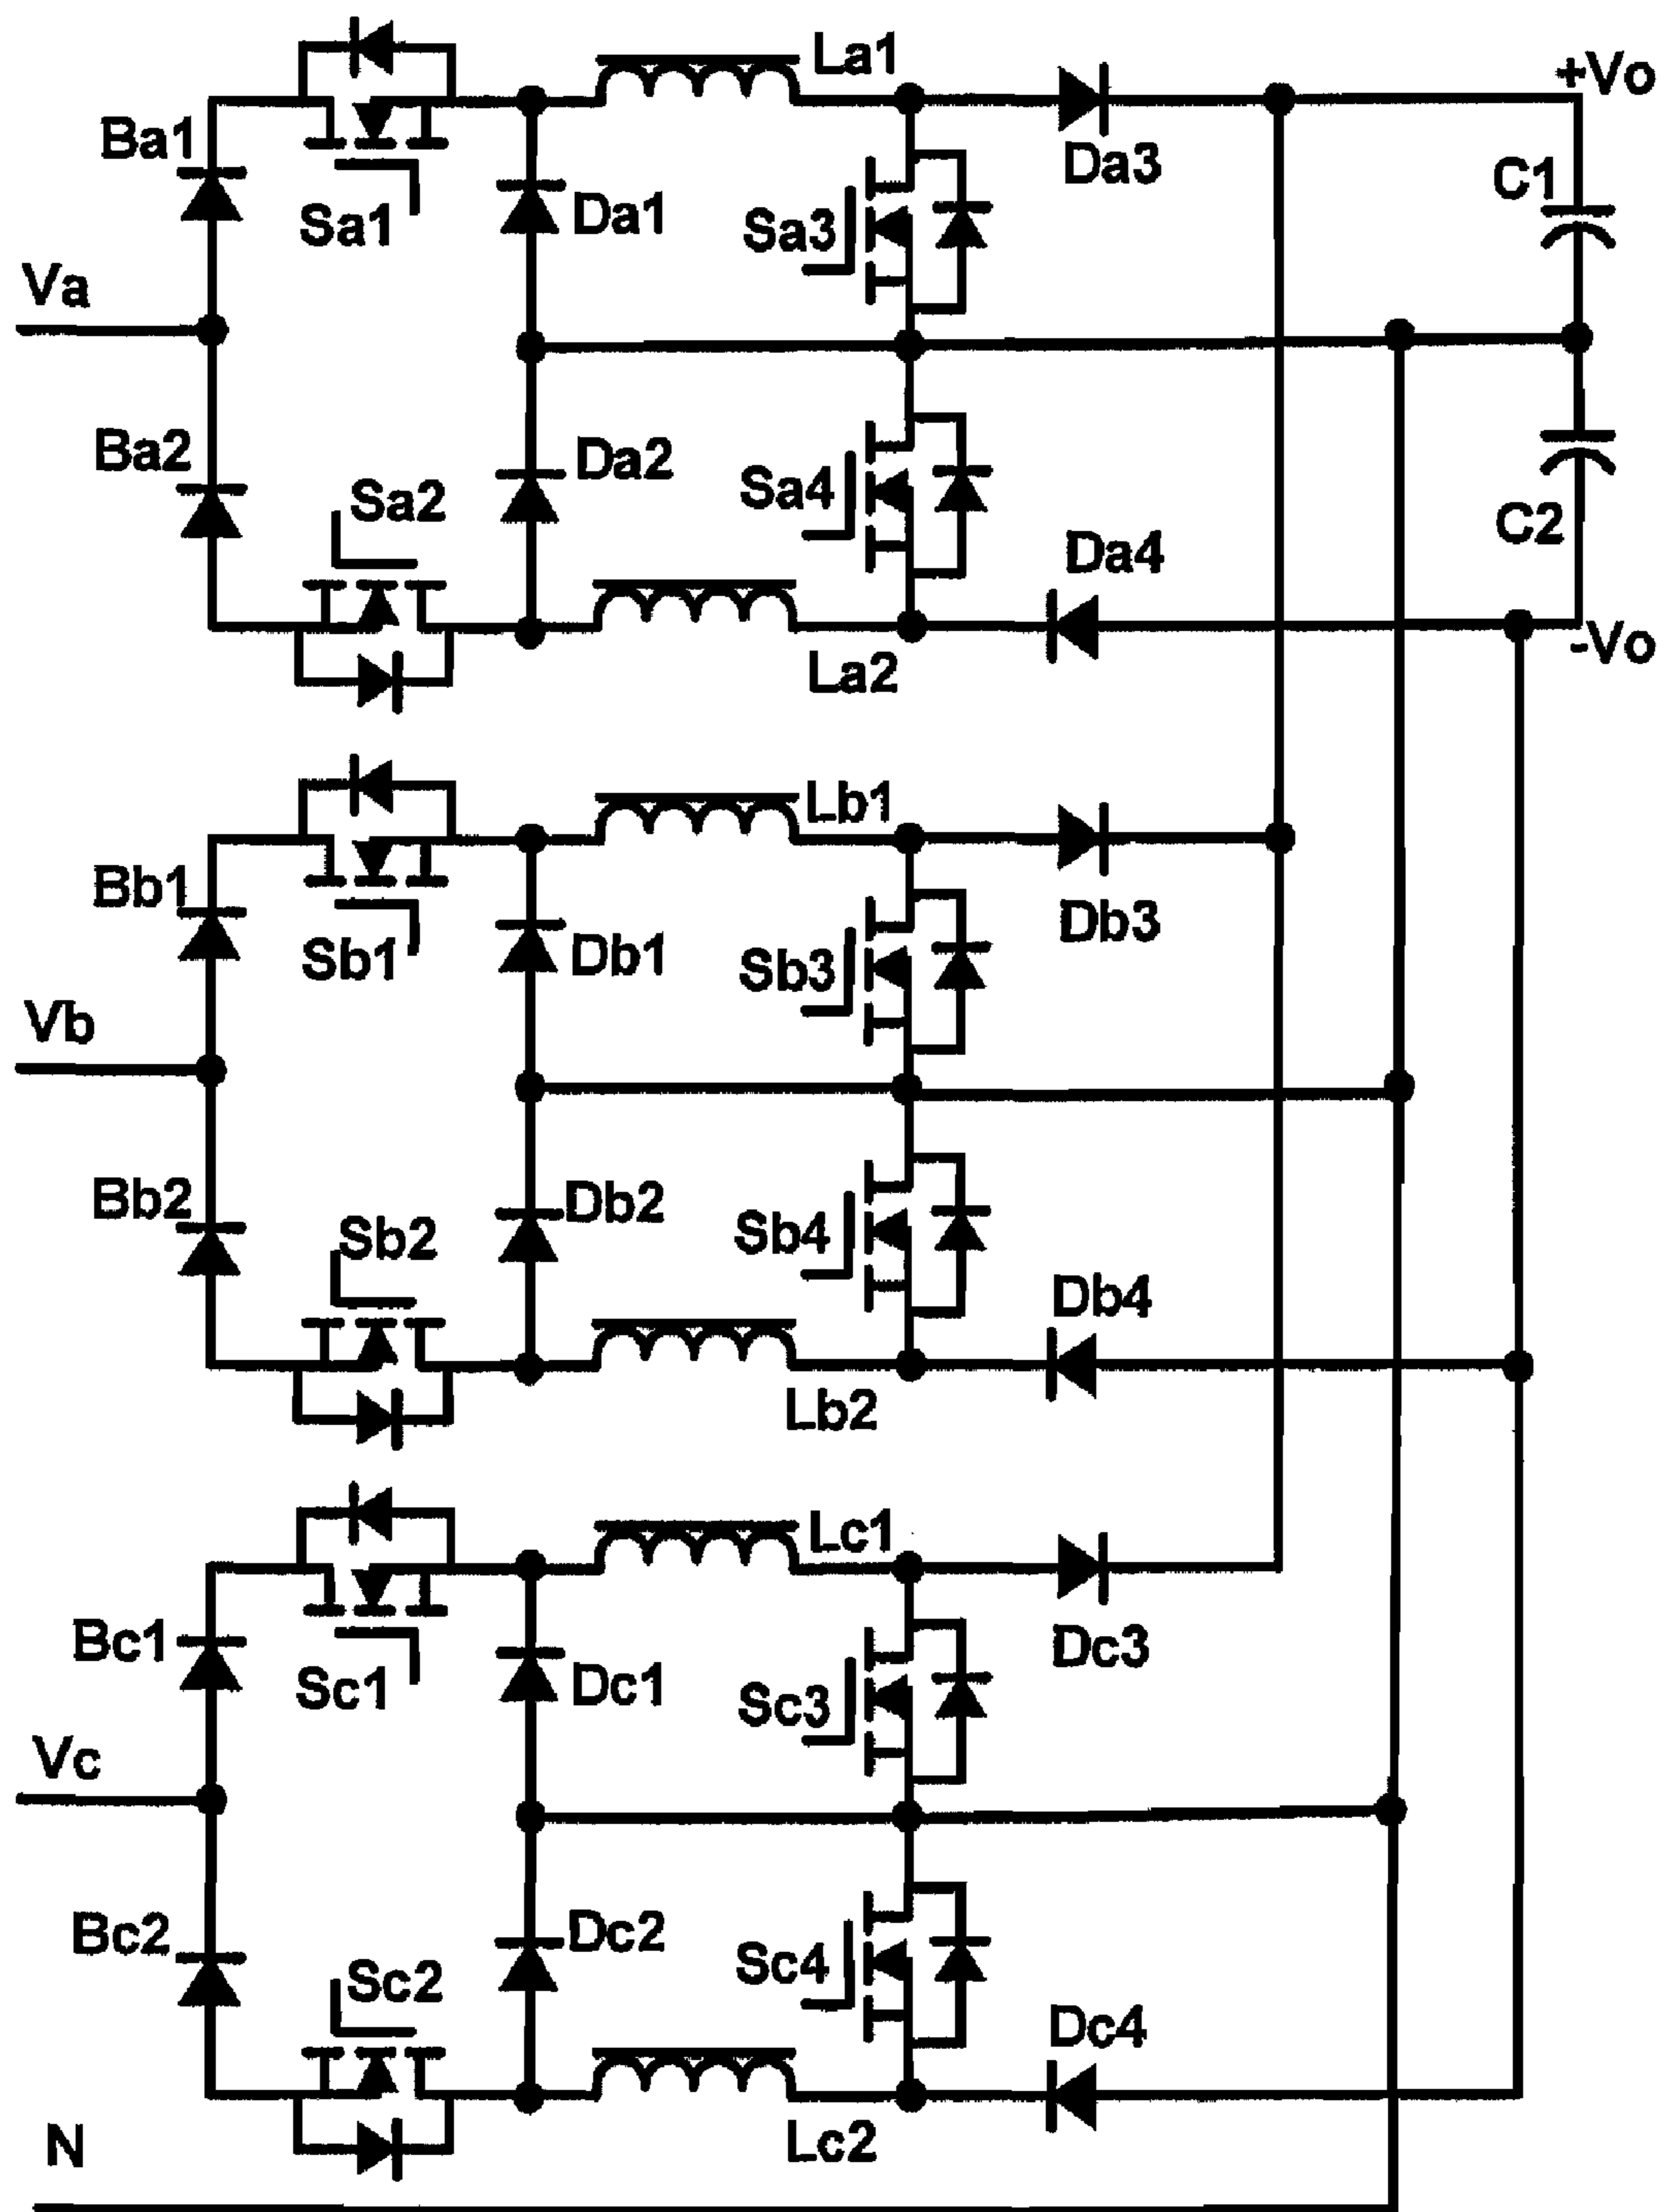 La1
+Vo
Ba1
Da3
C1
Sa1
Da1
Sa3
Va
Ba2
Da2
Sa2
Sa4
C2
Da4
-Vo
La2
Lb1
Bb1
Db3
Sb1
Db1
Sb3
Vb
Bb2
Db2
Sb2
Sb4
Db4
Lb2
Lc1
Bc1
Dc3
Sc1
Dc1
Sc3
Vc
Bc2
Dc2
Sc2
Sc4
Dc4
N
Lc2